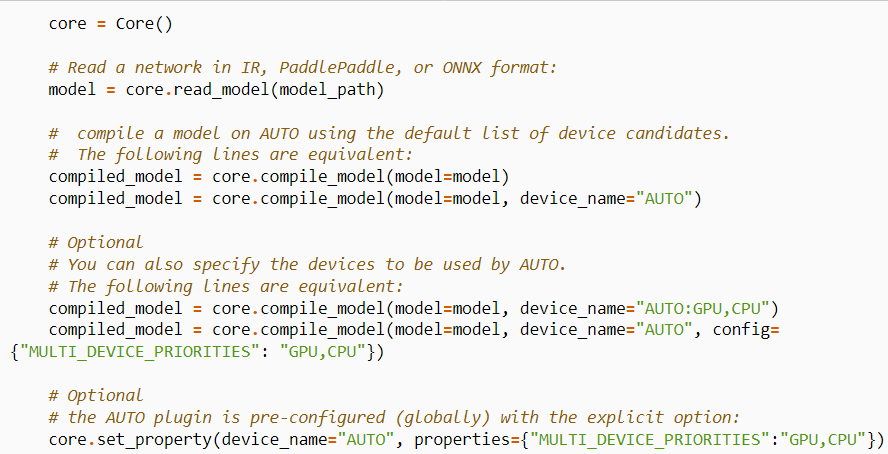 core = Core()
# Read a network in IR, PaddlePaddle, or ONNX format:
model = core.read_model(model_path)
#  compile a model on AUTO using the default list of device candidates.
#  The following lines are equivalent:
compiled_model = core.compile_model(model=model)
compiled_model = core.compile_model(model=model, device_name="AUTO")
# Optional
# You can also specify the devices to be used by AUTO.
# The following lines are equivalent:
compiled_model = core.compile_model(model=model, device_name="AUTO:GPU,CPU")
compiled_model = core.compile_model(model=model, device_name="AUTO", config=
{"MULTI_DEVICE_PRIORITIES": "GPU,CPU"})
# Optional
# the AUTO plugin is pre-configured (globally) with the explicit option:
core.set_property(device_name="AUTO", properties={"MULTI_DEVICE_PRIORITIES":"GPU,CPU"})